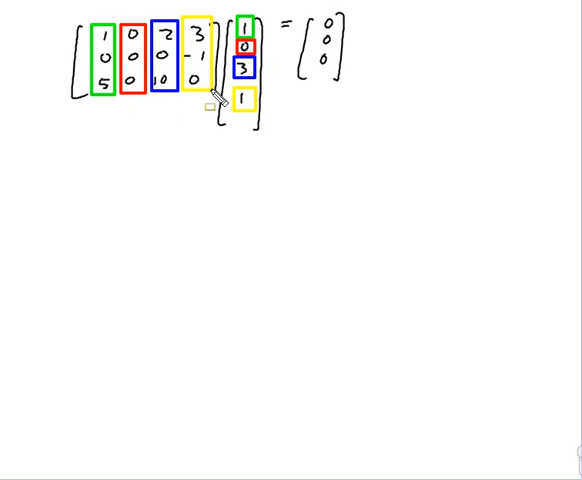 [ 1 0 2 3 ] [ 1 ] = [ 0 ]
[ 0 0 0 -1 ] [ 0 ] [ 0 ]
[ 5 0 10 0 ] [ 3 ] [ 0 ]
[ 1 ]